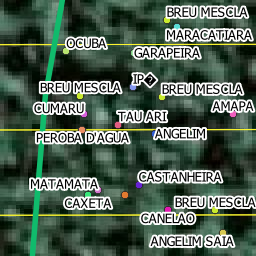 BREU MESCLA
MARACATIARA
OCUBA
GARAPEIRA
IP�
BREU MESCLA
BREU MESCLA
CUMARU
AMAPA
TAU ARI
PEROBA D'AGUA
ANGELIM
CASTANHEIRA
MATAMATA
CAXETA
BREU MESCLA
CANELAO
ANGELIM SAIA